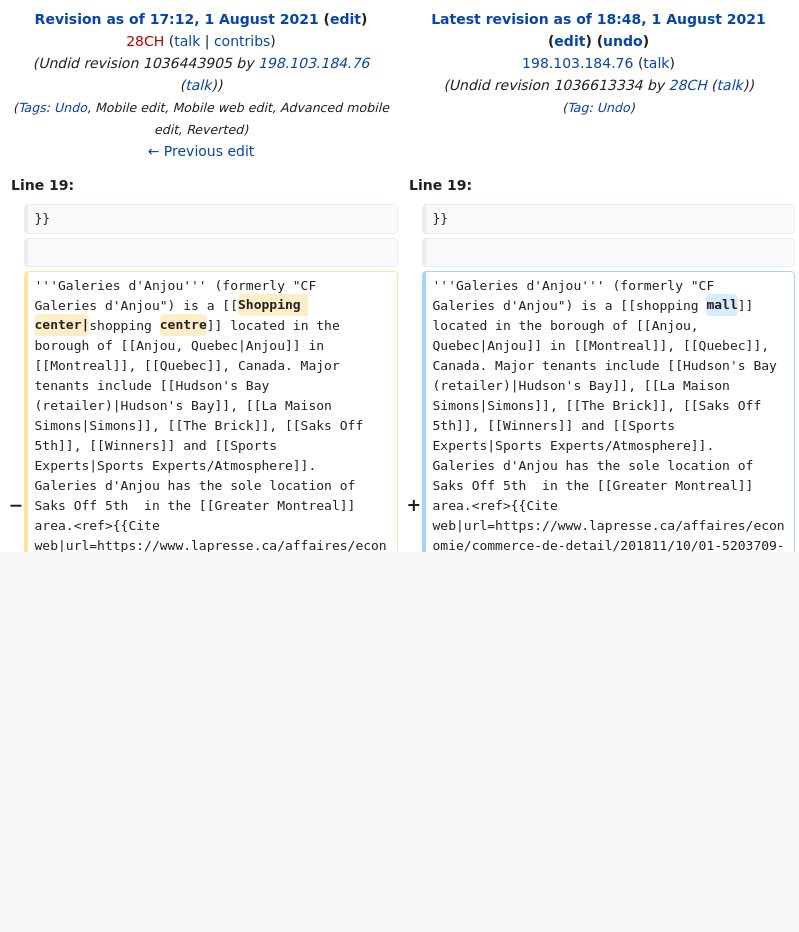 Revision as of 17:12, 1 August 2021 (edit)
28CH (talk | contribs)
(Undid revision 1036443905 by 198.103.184.76
(talk))
(Tags: Undo, Mobile edit, Mobile web edit, Advanced mobile
edit, Reverted)
← Previous edit
Latest revision as of 18:48, 1 August 2021
(edit) (undo)
198.103.184.76 (talk)
(Undid revision 1036613334 by 28CH (talk))
(Tag: Undo)
Line 19:
}}
− '''Galeries d'Anjou''' (formerly "CF
Galeries d'Anjou") is a [[Shopping
center|shopping centre]] located in the
borough of [[Anjou, Quebec|Anjou]] in
[[Montreal]], [[Quebec]], Canada. Major
tenants include [[Hudson's Bay
(retailer)|Hudson's Bay]], [[La Maison
Simons|Simons]], [[The Brick]], [[Saks Off
5th]], [[Winners]] and [[Sports
Experts|Sports Experts/Atmosphere]].
Galeries d'Anjou has the sole location of
Saks Off 5th  in the [[Greater Montreal]]
area.<ref>{{Cite
web|url=https://www.lapresse.ca/affaires/econ
Line 19:
}}
+ '''Galeries d'Anjou''' (formerly "CF
Galeries d'Anjou") is a [[shopping mall]]
located in the borough of [[Anjou,
Quebec|Anjou]] in [[Montreal]], [[Quebec]],
Canada. Major tenants include [[Hudson's Bay
(retailer)|Hudson's Bay]], [[La Maison
Simons|Simons]], [[The Brick]], [[Saks Off
5th]], [[Winners]] and [[Sports
Experts|Sports Experts/Atmosphere]].
Galeries d'Anjou has the sole location of
Saks Off 5th  in the [[Greater Montreal]]
area.<ref>{{Cite
web|url=https://www.lapresse.ca/affaires/econ
omie/commerce-de-detail/201811/10/01-5203709-